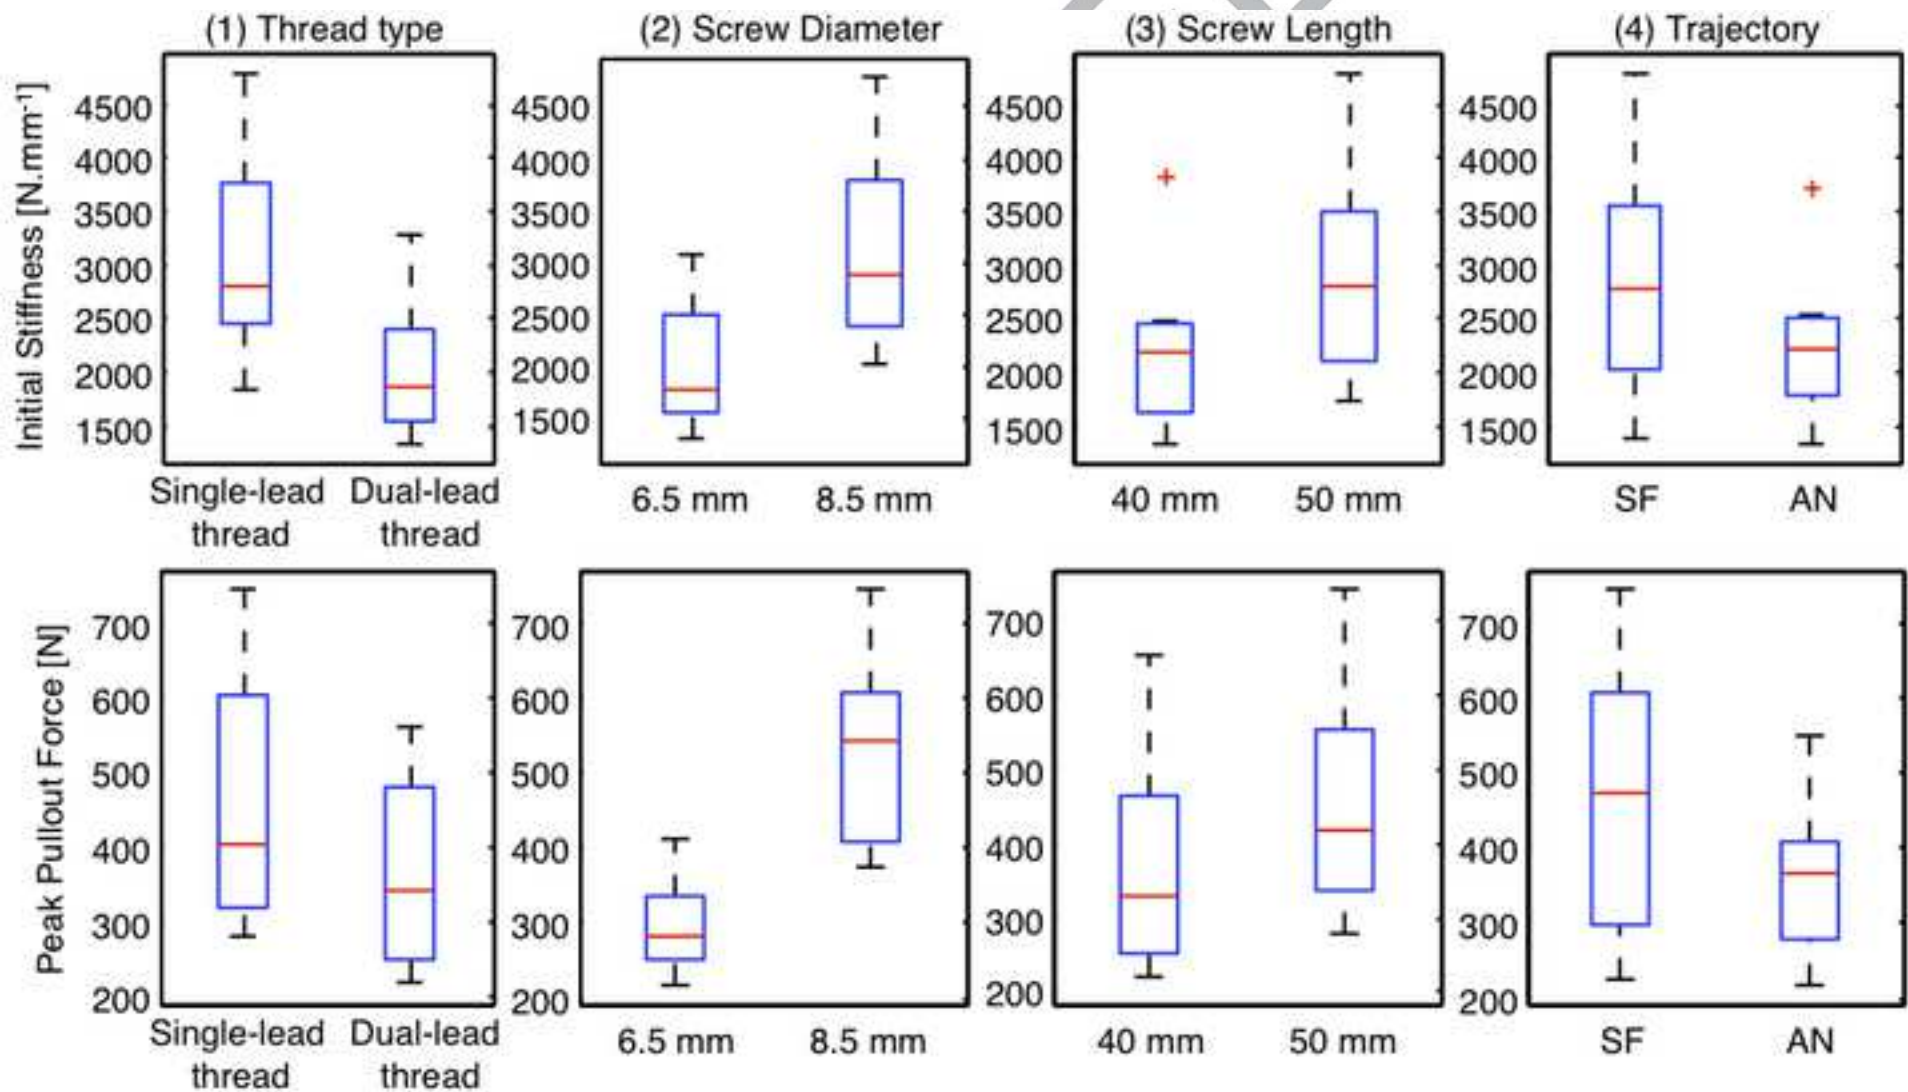 (1) Thread type
(2) Screw Diameter
(3) Screw Length
(4) Trajectory
Initial Stiffness [N.mm⁻¹]
4500
4000
3500
3000
2500
2000
1500
Single-lead thread
Dual-lead thread
4500
4000
3500
3000
2500
2000
1500
6.5 mm
8.5 mm
4500
4000
3500
3000
2500
2000
1500
40 mm
50 mm
4500
4000
3500
3000
2500
2000
1500
SF
AN
Peak Pullout Force [N]
700
600
500
400
300
200
Single-lead thread
Dual-lead thread
700
600
500
400
300
200
6.5 mm
8.5 mm
700
600
500
400
300
200
40 mm
50 mm
700
600
500
400
300
200
SF
AN